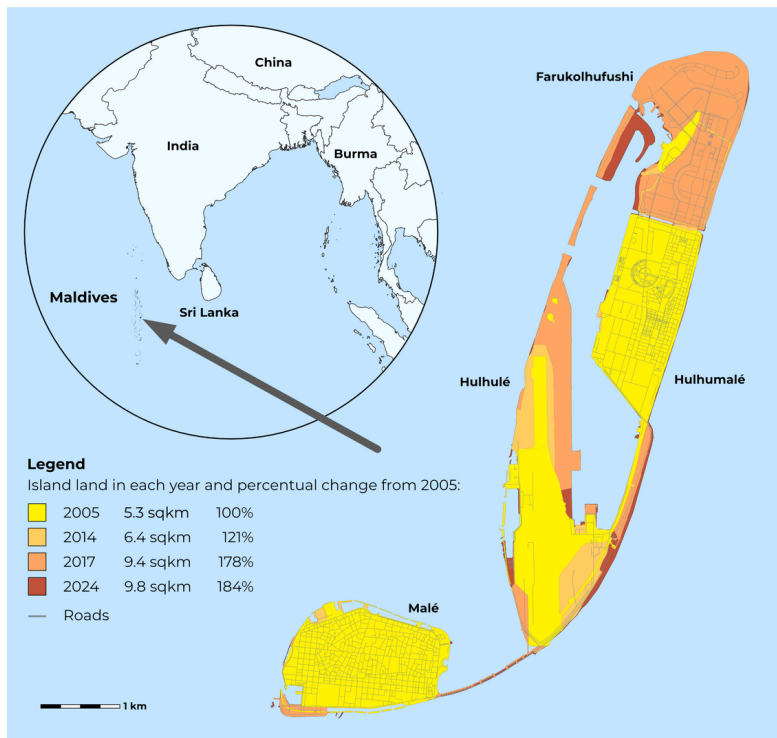 China
India
Burma
Maldives
Sri Lanka
Farukolhufushi
Hulhulé
Hulhumalé
Malé
Legend
Island land in each year and percentual change from 2005:
2005 5.3 sqkm 100%
2014 6.4 sqkm 121%
2017 9.4 sqkm 178%
2024 9.8 sqkm 184%
Roads
1 km